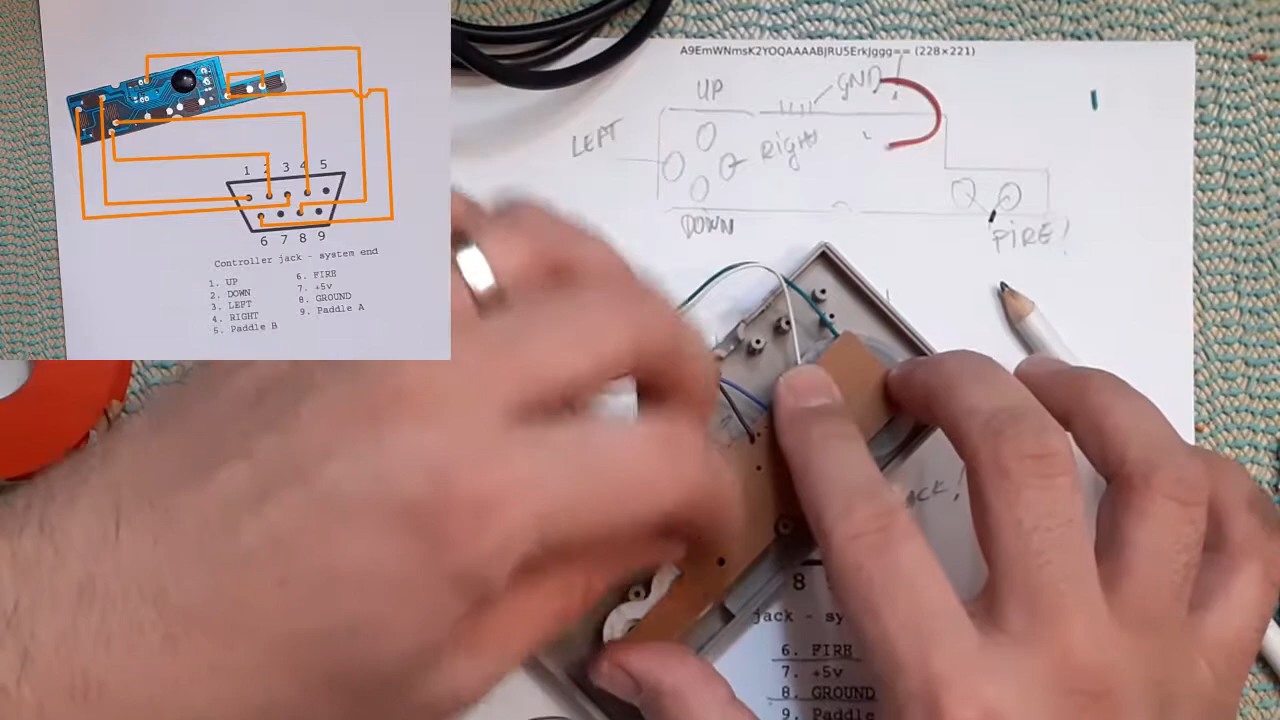 1 2 3 4 5
6 7 8 9
Controller jack - system end
1. UP 6. FIRE
2. DOWN 7. +5v
3. LEFT 8. GROUND
4. RIGHT 9. Paddle A
5. Paddle B
A9EmWNmsK2YOQAAAABJRU5ErkJggg== (228×221)
UP
GND!
LEFT
Right
DOWN
FIRE!
ACK!
8
jack - sy
6. FIRE
7. +5v
8. GROUND
9. Paddle